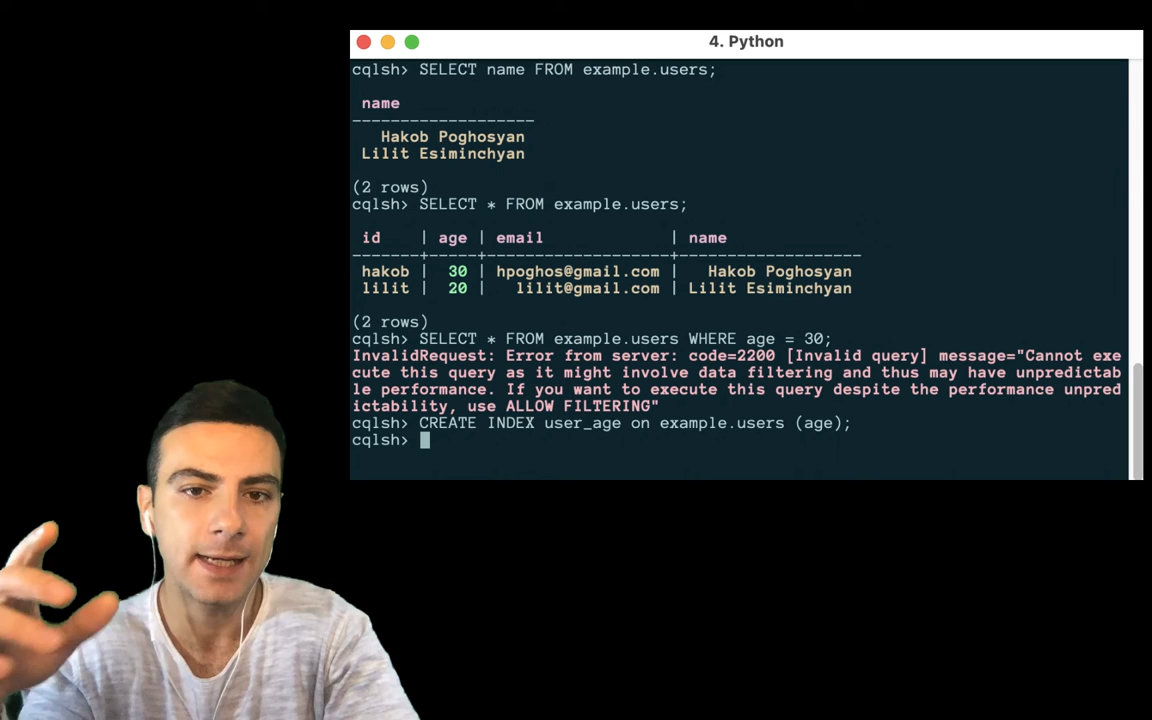 4. Python
cqlsh> SELECT name FROM example.users;
name
-------------------
Hakob Poghosyan
Lilit Esiminchyan
(2 rows)
cqlsh> SELECT * FROM example.users;
id | age | email | name
-------+-----+-------------------+-------------------
hakob | 30 | hpoghos@gmail.com | Hakob Poghosyan
lilit | 20 | lilit@gmail.com | Lilit Esiminchyan
(2 rows)
cqlsh> SELECT * FROM example.users WHERE age = 30;
InvalidRequest: Error from server: code=2200 [Invalid query] message="Cannot exe
cute this query as it might involve data filtering and thus may have unpredictab
le performance. If you want to execute this query despite the performance unpred
ictability, use ALLOW FILTERING"
cqlsh> CREATE INDEX user_age on example.users (age);
cqlsh>